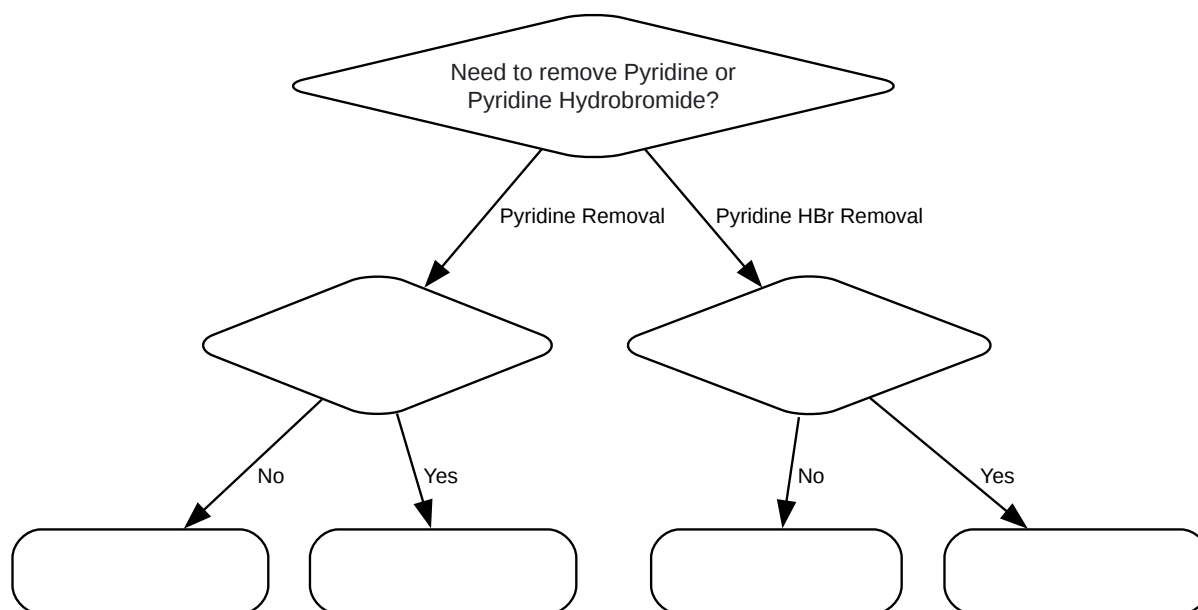 Need to remove Pyridine or
Pyridine Hydrobromide?
Pyridine Removal
Pyridine HBr Removal
No
Yes
No
Yes